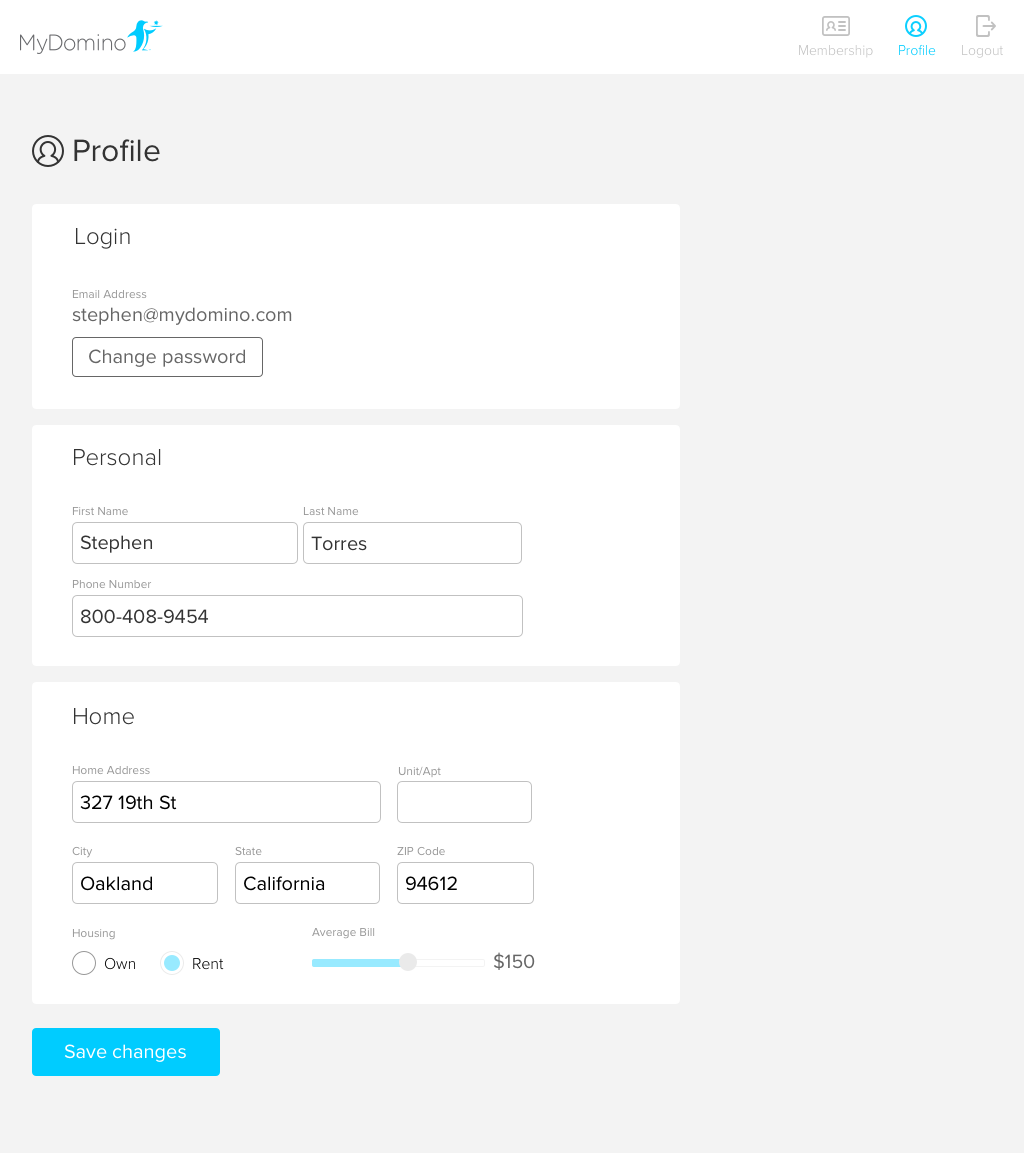 MyDomino
Membership
Profile
Logout
Profile
Login
Email Address
stephen@mydomino.com
Change password
Personal
First Name
Last Name
Stephen
Torres
Phone Number
800-408-9454
Home
Home Address
Unit/Apt
327 19th St
City
State
ZIP Code
Oakland
California
94612
Housing
Average Bill
Own
Rent
$150
Save changes